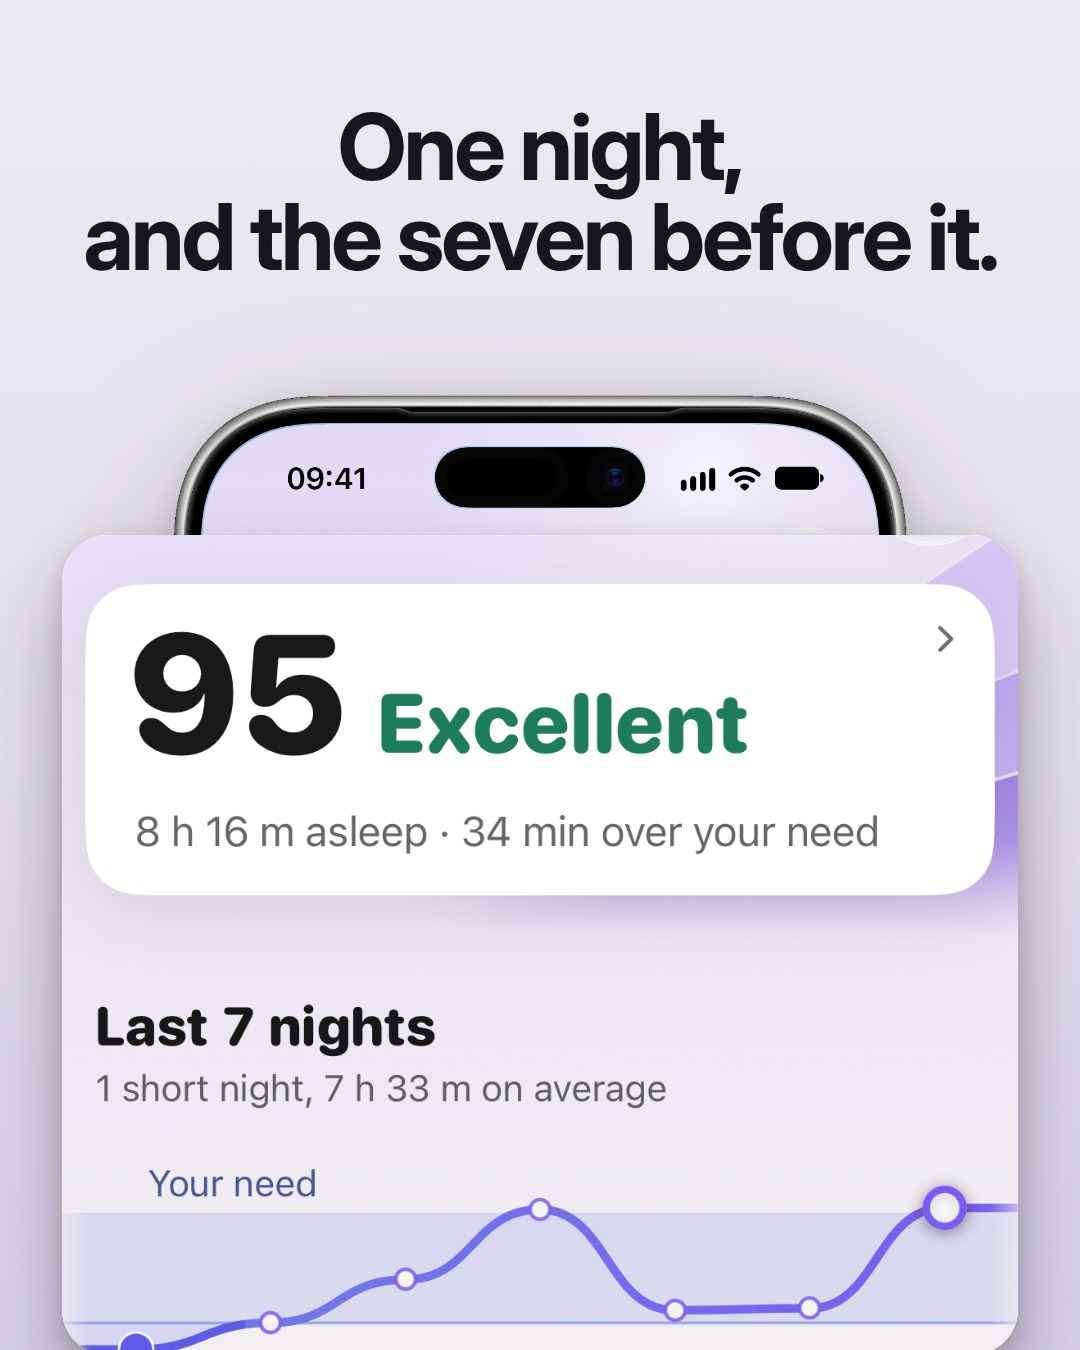 One night,
and the seven before it.
09:41
95 Excellent
8 h 16 m asleep · 34 min over your need
Last 7 nights
1 short night, 7 h 33 m on average
Your need